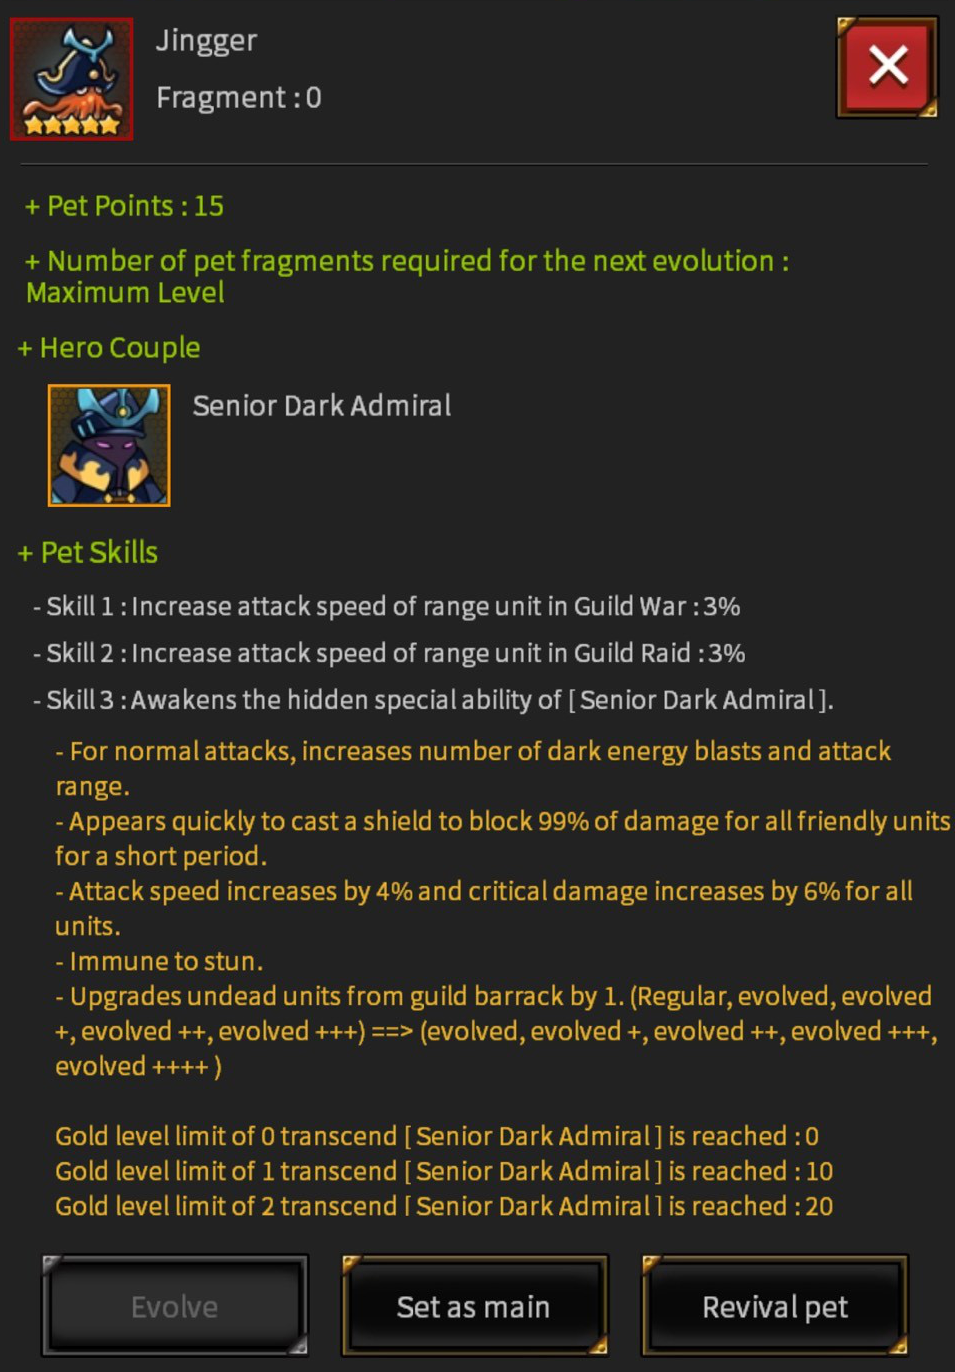 Jingger
Fragment : 0
+ Pet Points : 15
+ Number of pet fragments required for the next evolution :
Maximum Level
+ Hero Couple
Senior Dark Admiral
+ Pet Skills
- Skill 1 : Increase attack speed of range unit in Guild War : 3%
- Skill 2 : Increase attack speed of range unit in Guild Raid : 3%
- Skill 3 : Awakens the hidden special ability of [ Senior Dark Admiral ].
- For normal attacks, increases number of dark energy blasts and attack
range.
- Appears quickly to cast a shield to block 99% of damage for all friendly units
for a short period.
- Attack speed increases by 4% and critical damage increases by 6% for all
units.
- Immune to stun.
- Upgrades undead units from guild barrack by 1. (Regular, evolved, evolved
+, evolved ++, evolved +++) ==> (evolved, evolved +, evolved ++, evolved +++,
evolved ++++ )
Gold level limit of 0 transcend [ Senior Dark Admiral ] is reached : 0
Gold level limit of 1 transcend [ Senior Dark Admiral ] is reached : 10
Gold level limit of 2 transcend [ Senior Dark Admiral ] is reached : 20
Evolve
Set as main
Revival pet